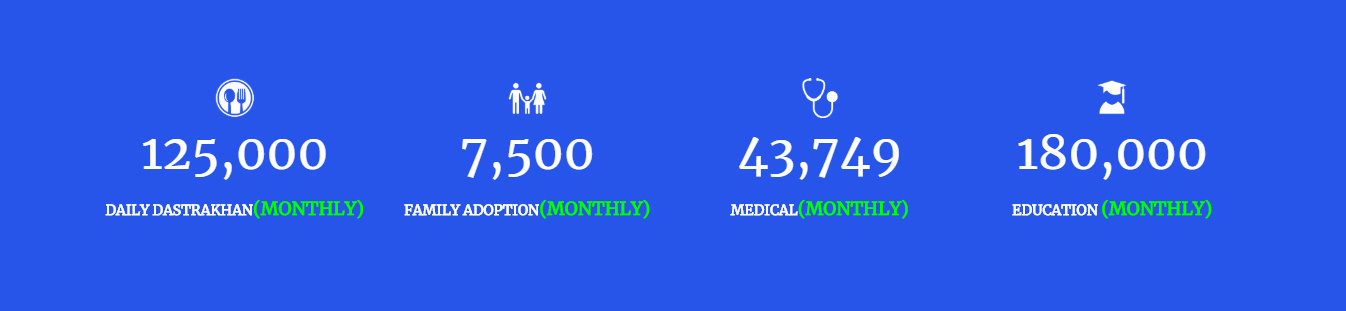 125,000
DAILY DASTRAKHAN(MONTHLY)
7,500
FAMILY ADOPTION(MONTHLY)
43,749
MEDICAL(MONTHLY)
180,000
EDUCATION (MONTHLY)